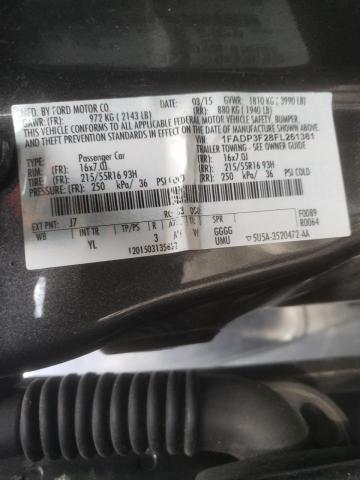 MFD. BY FORD MOTOR CO. 03/15 GVWR: 1810 KG ( 3990 LB)
GAWR: (FR): 972 KG ( 2143 LB) (RR): 880 KG ( 1940 LB)
THIS VEHICLE CONFORMS TO ALL APPLICABLE FEDERAL MOTOR VEHICLE SAFETY, BUMPER, AND
THEFT PREVENTION STANDARDS IN EFFECT ON THE DATE OF MANUFACTURE SHOWN ABOVE.
VIN: 1FADP3F28FL261381
TYPE: Passenger Car TRAILER TOWING - SEE OWNER GUIDE
RIM: (FR): 16x7.0J (RR): 16x7.0J
TIRE: (FR): 215/55R16 93H (RR): 215/55R16 93H
PRESSURE: (FR): 250 kPa/ 36 PSI COLD (RR): 250 kPa/ 36 PSI COLD
EXT PNT: J7 DSO: F0089
WB INT TR TP/PS R VR R0064
YL 3 GGGG
UMU ▽5U5A-3520472-AA